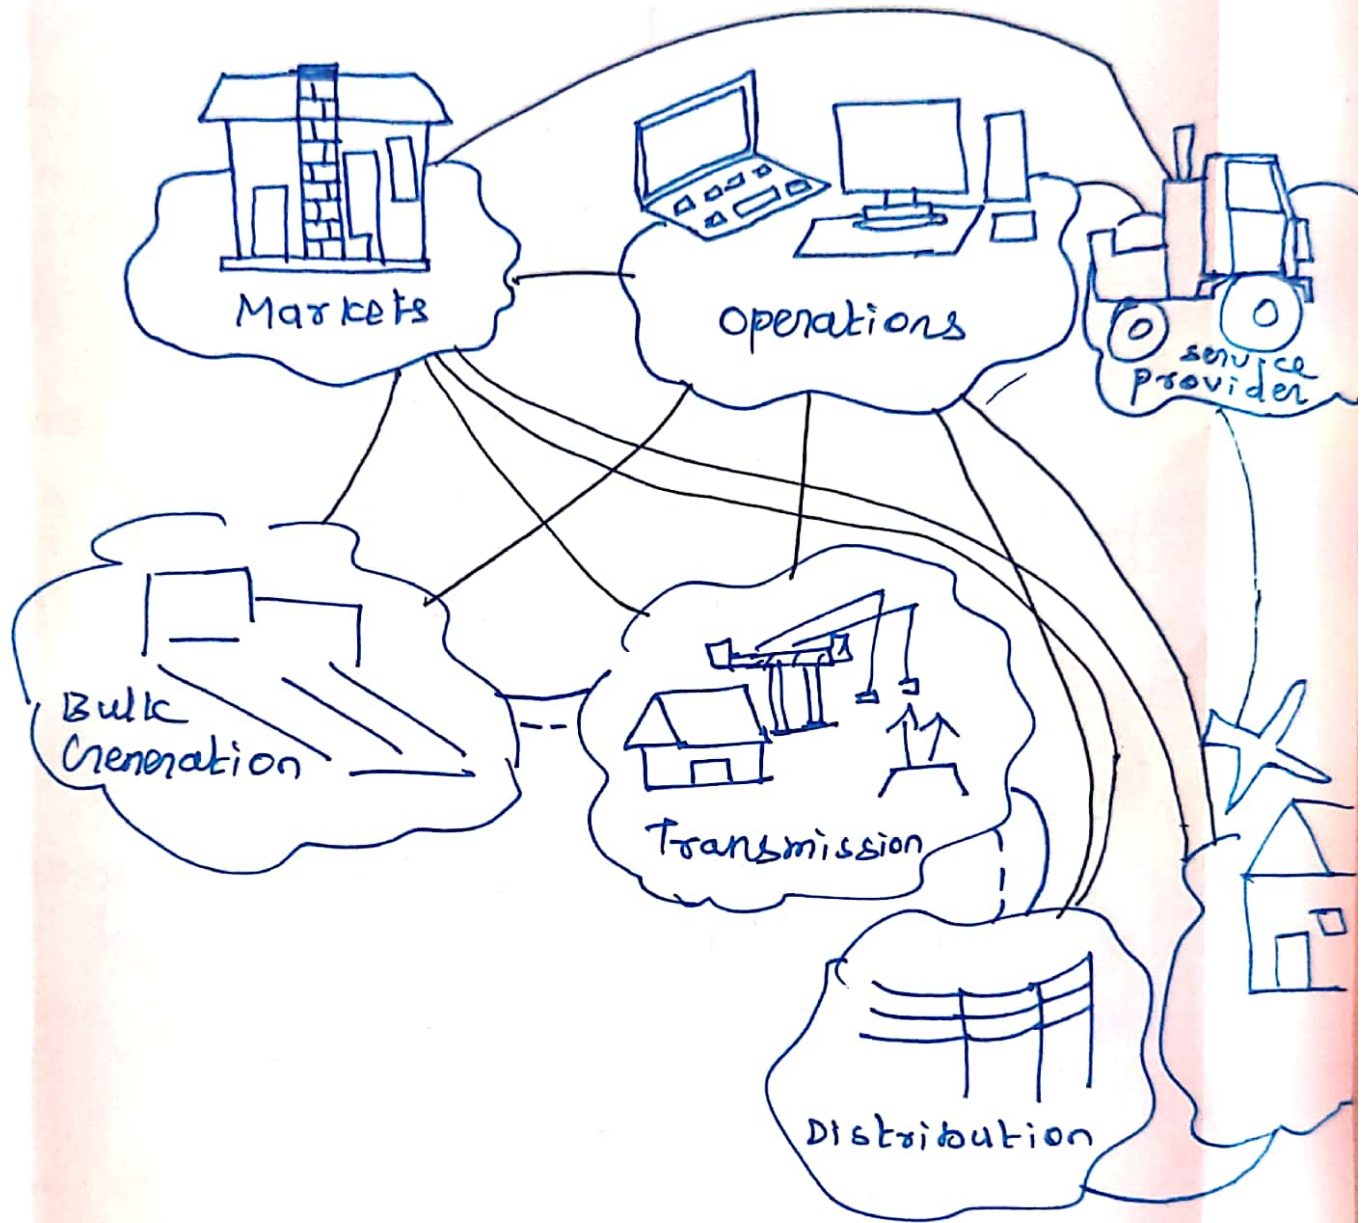 Markets
operations
service
provider
Bulk
Generation
Transmission
Distribution